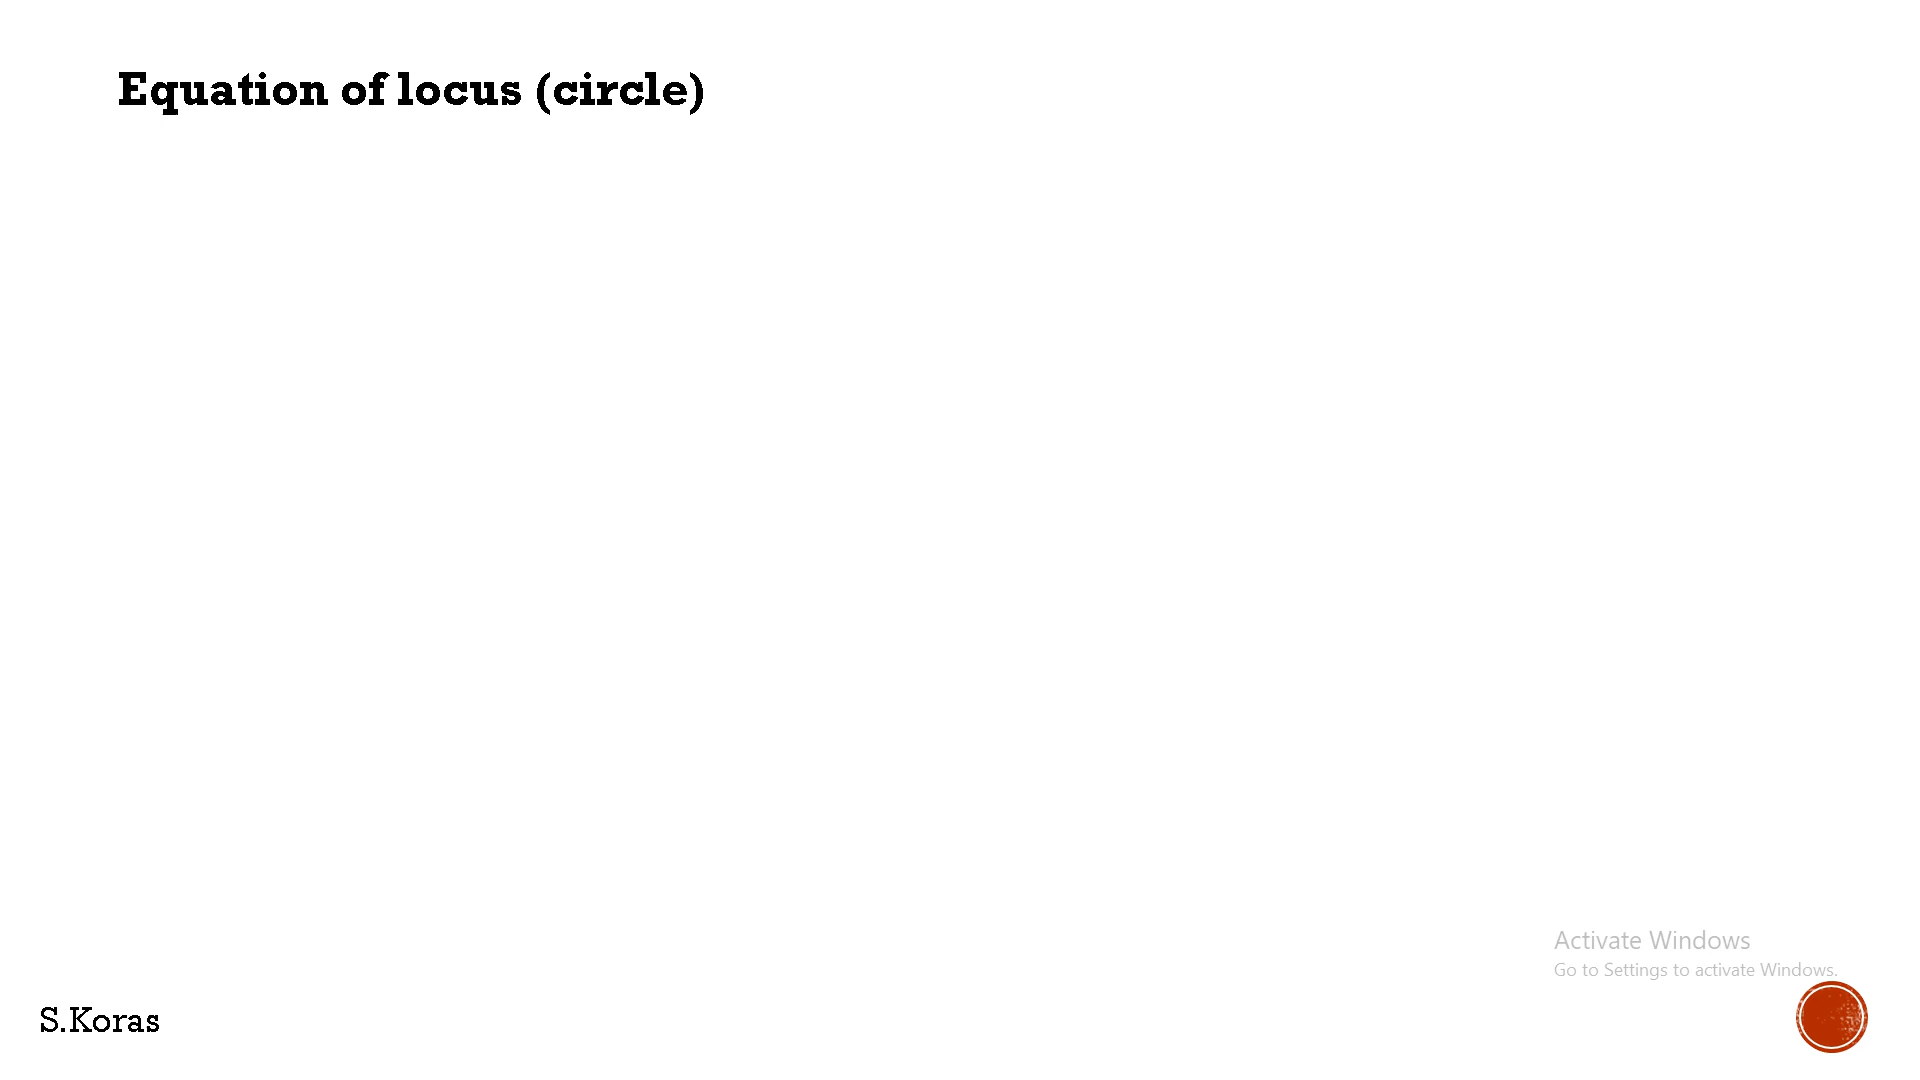 Equation of locus (circle)
Activate Windows
Go to Settings to activate Windows.
S.Koras